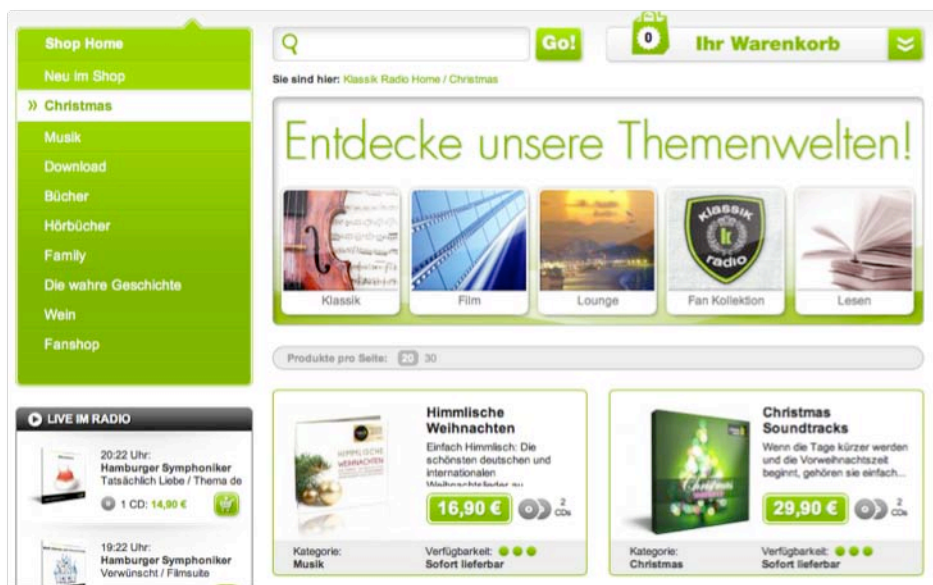 Shop Home
Neu im Shop
» Christmas
Musik
Download
Bücher
Hörbücher
Family
Die wahre Geschichte
Wein
Fanshop
Go!
0
Ihr Warenkorb
Sie sind hier: Klassik Radio Home / Christmas
Entdecke unsere Themenwelten!
KLASSIK
k
radio
Klassik
Film
Lounge
Fan Kollektion
Lesen
Produkte pro Seite: 20 30
LIVE IM RADIO
20:22 Uhr:
Hamburger Symphoniker
Tatsächlich Liebe / Thema de
1 CD: 14,90 €
19:22 Uhr:
Hamburger Symphoniker
Verwünscht / Filmsuite
HIMMLISCHE
WEIHNACHTEN
Himmlische
Weihnachten
Einfach Himmlisch: Die
schönsten deutschen und
internationalen
Weihnachtslieder zu
16,90 €
2
CDs
Kategorie:
Musik
Verfügbarkeit:
Sofort lieferbar
Christmas
Christmas
Soundtracks
Wenn die Tage kürzer werden
und die Vorweihnachtszeit
beginnt, gehören sie einfach...
29,90 €
2
CDs
Kategorie:
Christmas
Verfügbarkeit:
Sofort lieferbar